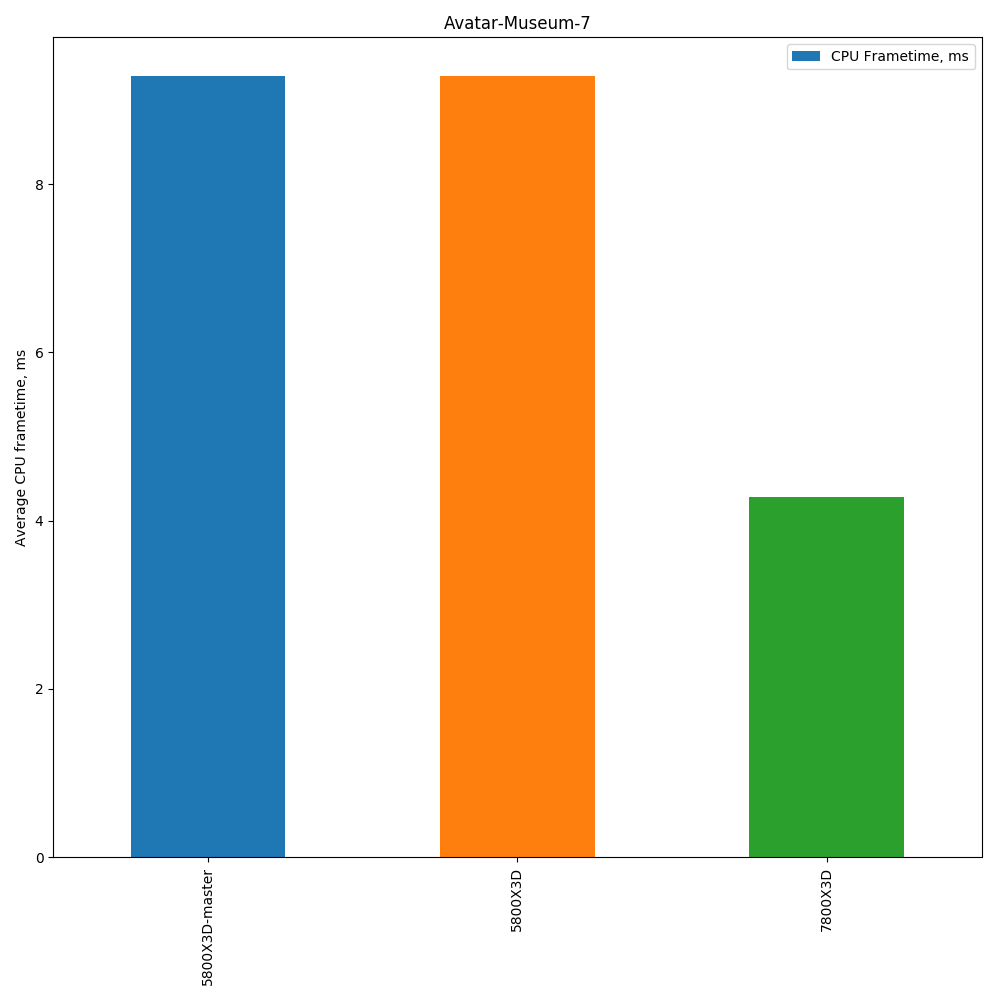 Avatar-Museum-7
CPU Frametime, ms
Average CPU frametime, ms
8
6
4
2
0
5800X3D-master
5800X3D
7800X3D